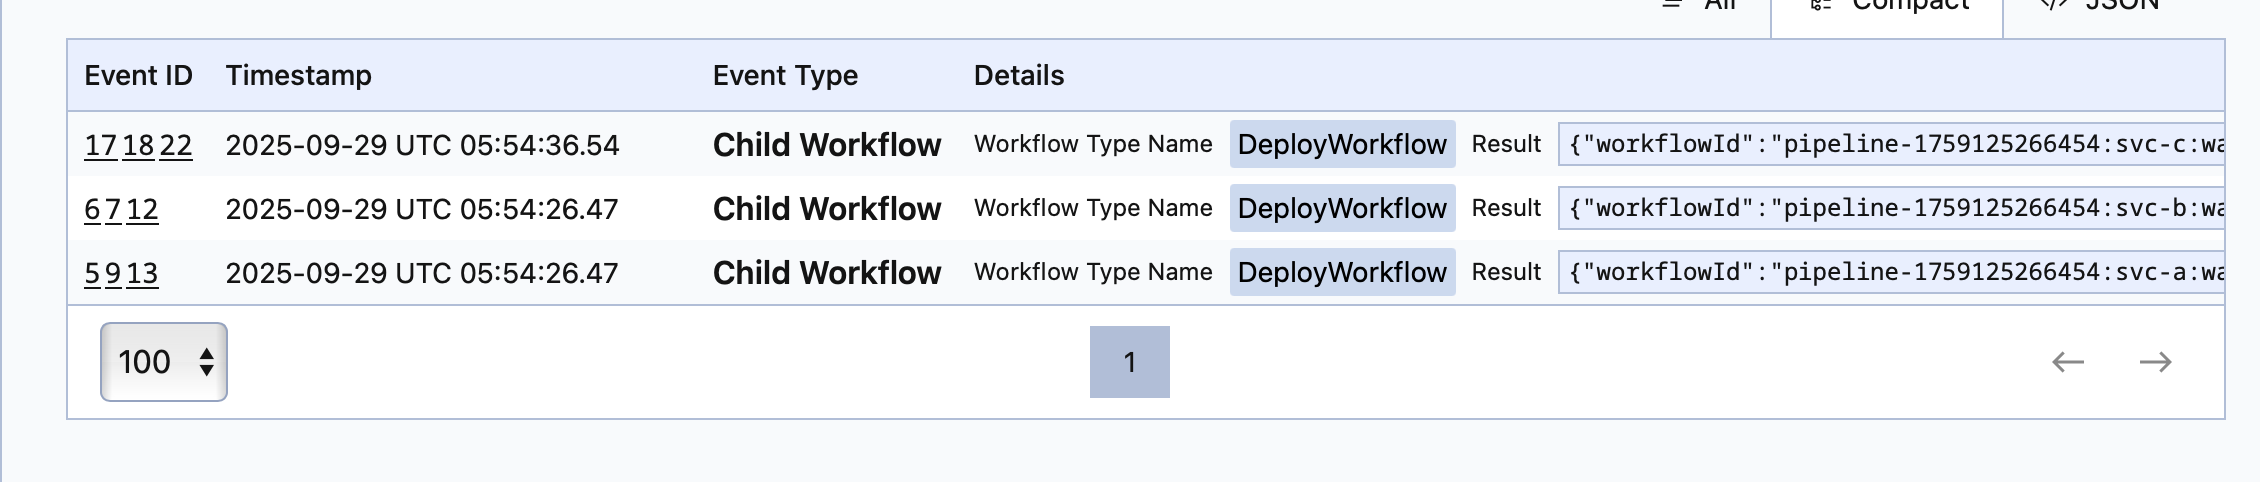 All Compact JSON
Event ID Timestamp Event Type Details
17 18 22 2025-09-29 UTC 05:54:36.54 Child Workflow Workflow Type Name DeployWorkflow Result {"workflowId":"pipeline-1759125266454:svc-c:wa
6 7 12 2025-09-29 UTC 05:54:26.47 Child Workflow Workflow Type Name DeployWorkflow Result {"workflowId":"pipeline-1759125266454:svc-b:wa
5 9 13 2025-09-29 UTC 05:54:26.47 Child Workflow Workflow Type Name DeployWorkflow Result {"workflowId":"pipeline-1759125266454:svc-a:wa
100 1